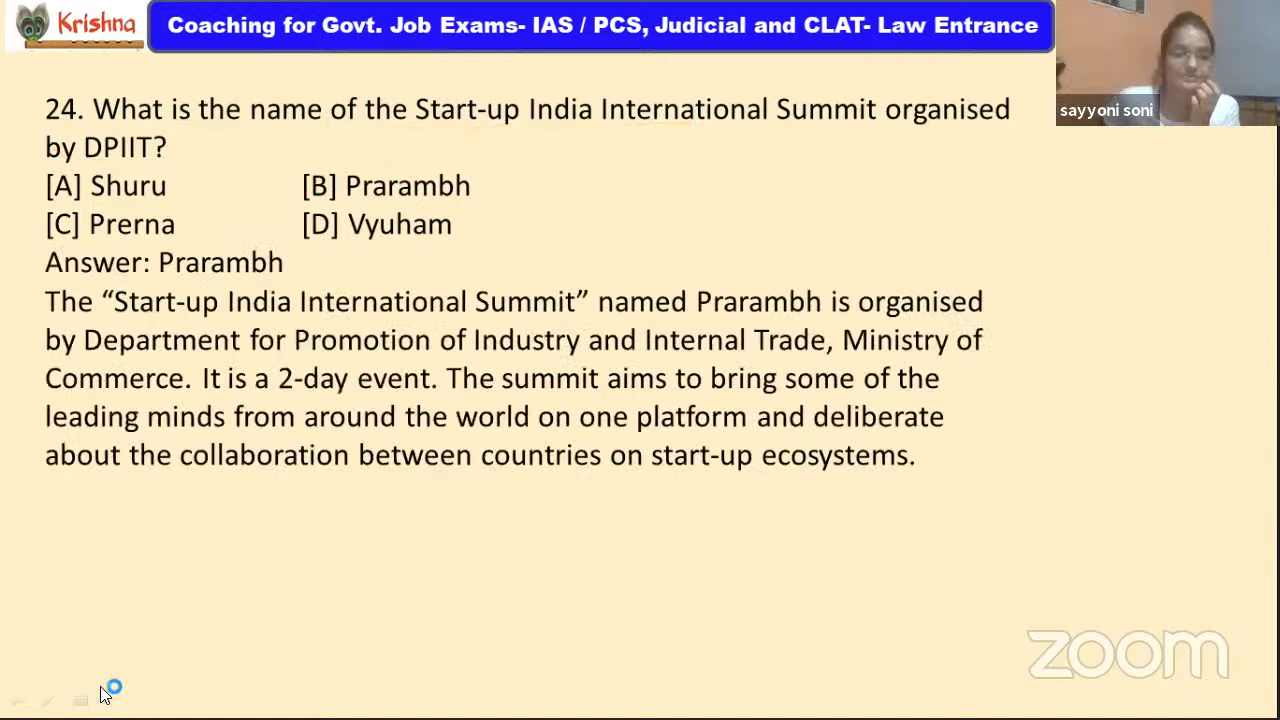 Krishna
Coaching for Govt. Job Exams- IAS / PCS, Judicial and CLAT- Law Entrance
sayyoni soni
24. What is the name of the Start-up India International Summit organised
by DPIIT?
[A] Shuru [B] Prarambh
[C] Prerna [D] Vyuham
Answer: Prarambh
The “Start-up India International Summit” named Prarambh is organised
by Department for Promotion of Industry and Internal Trade, Ministry of
Commerce. It is a 2-day event. The summit aims to bring some of the
leading minds from around the world on one platform and deliberate
about the collaboration between countries on start-up ecosystems.
zoom